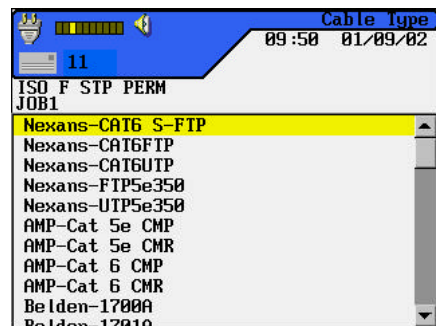 Cable Type
09:50 01/09/02
11
ISO F STP PERM
JOB1
Nexans-CAT6 S-FTP
Nexans-CAT6FTP
Nexans-CAT6UTP
Nexans-FTP5e350
Nexans-UTP5e350
AMP-Cat 5e CMP
AMP-Cat 5e CMR
AMP-Cat 6 CMP
AMP-Cat 6 CMR
Belden-1700A
Belden-1701A